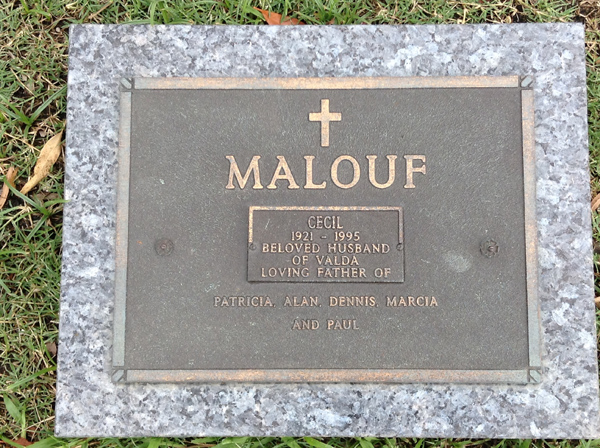 MALOUF
CECIL
1921 - 1995
BELOVED HUSBAND
OF VALDA
LOVING FATHER OF
PATRICIA, ALAN, DENNIS, MARCIA
AND PAUL